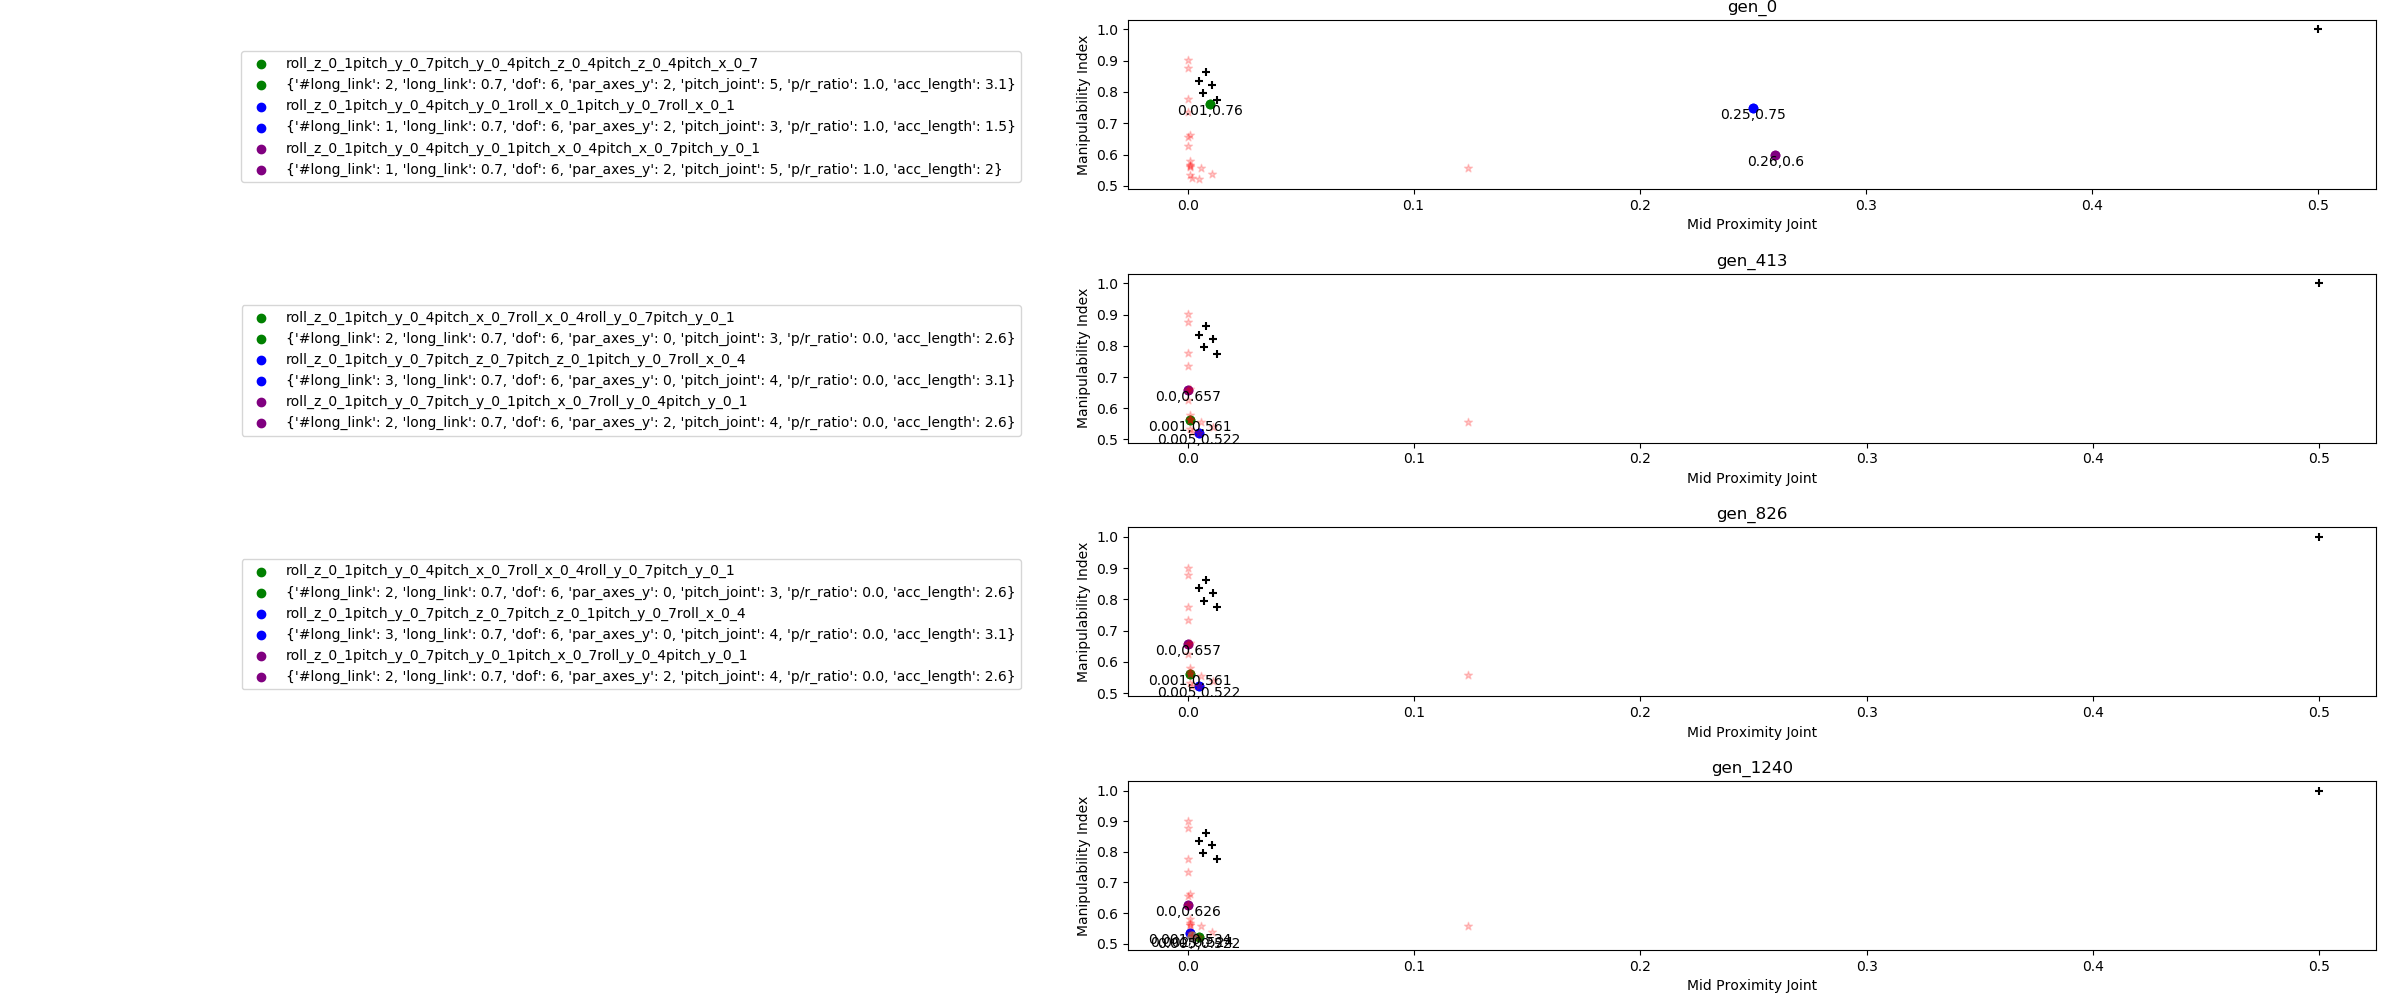 gen_0
roll_z_0_1pitch_y_0_7pitch_y_0_4pitch_z_0_4pitch_z_0_4pitch_x_0_7
{'#long_link': 2, 'long_link': 0.7, 'dof': 6, 'par_axes_y': 2, 'pitch_joint': 5, 'p/r_ratio': 1.0, 'acc_length': 3.1}
roll_z_0_1pitch_y_0_4pitch_y_0_1roll_x_0_1pitch_y_0_7roll_x_0_1
{'#long_link': 1, 'long_link': 0.7, 'dof': 6, 'par_axes_y': 2, 'pitch_joint': 3, 'p/r_ratio': 1.0, 'acc_length': 1.5}
roll_z_0_1pitch_y_0_4pitch_y_0_1pitch_x_0_4pitch_x_0_7pitch_y_0_1
{'#long_link': 1, 'long_link': 0.7, 'dof': 6, 'par_axes_y': 2, 'pitch_joint': 5, 'p/r_ratio': 1.0, 'acc_length': 2}
Manipulability Index
1.0
0.9
0.8
0.7
0.6
0.5
0.01,0.76
0.25,0.75
0.26,0.6
0.0 0.1 0.2 0.3 0.4 0.5
Mid Proximity Joint
gen_413
roll_z_0_1pitch_y_0_4pitch_x_0_7roll_x_0_4roll_y_0_7pitch_y_0_1
{'#long_link': 2, 'long_link': 0.7, 'dof': 6, 'par_axes_y': 0, 'pitch_joint': 3, 'p/r_ratio': 0.0, 'acc_length': 2.6}
roll_z_0_1pitch_y_0_7pitch_z_0_7pitch_z_0_1pitch_y_0_7roll_x_0_4
{'#long_link': 3, 'long_link': 0.7, 'dof': 6, 'par_axes_y': 0, 'pitch_joint': 4, 'p/r_ratio': 0.0, 'acc_length': 3.1}
roll_z_0_1pitch_y_0_7pitch_y_0_1pitch_x_0_7roll_y_0_4pitch_y_0_1
{'#long_link': 2, 'long_link': 0.7, 'dof': 6, 'par_axes_y': 2, 'pitch_joint': 4, 'p/r_ratio': 0.0, 'acc_length': 2.6}
Manipulability Index
1.0
0.9
0.8
0.7
0.6
0.5
0.0,0.657
0.001,0.561
0.005,0.522
0.0 0.1 0.2 0.3 0.4 0.5
Mid Proximity Joint
gen_826
roll_z_0_1pitch_y_0_4pitch_x_0_7roll_x_0_4roll_y_0_7pitch_y_0_1
{'#long_link': 2, 'long_link': 0.7, 'dof': 6, 'par_axes_y': 0, 'pitch_joint': 3, 'p/r_ratio': 0.0, 'acc_length': 2.6}
roll_z_0_1pitch_y_0_7pitch_z_0_7pitch_z_0_1pitch_y_0_7roll_x_0_4
{'#long_link': 3, 'long_link': 0.7, 'dof': 6, 'par_axes_y': 0, 'pitch_joint': 4, 'p/r_ratio': 0.0, 'acc_length': 3.1}
roll_z_0_1pitch_y_0_7pitch_y_0_1pitch_x_0_7roll_y_0_4pitch_y_0_1
{'#long_link': 2, 'long_link': 0.7, 'dof': 6, 'par_axes_y': 2, 'pitch_joint': 4, 'p/r_ratio': 0.0, 'acc_length': 2.6}
Manipulability Index
1.0
0.9
0.8
0.7
0.6
0.5
0.0,0.657
0.001,0.561
0.005,0.522
0.0 0.1 0.2 0.3 0.4 0.5
Mid Proximity Joint
gen_1240
Manipulability Index
1.0
0.9
0.8
0.7
0.6
0.5
0.0,0.626
0.0 0.1 0.2 0.3 0.4 0.5
Mid Proximity Joint